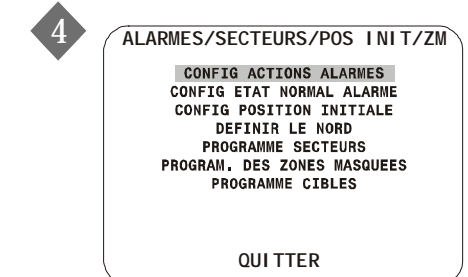 4
ALARMES/SECTEURS/POS INIT/ZM
CONFIG ACTIONS ALARMES
CONFIG ETAT NORMAL ALARME
CONFIG POSITION INITIALE
DEFINIR LE NORD
PROGRAMME SECTEURS
PROGRAM. DES ZONES MASQUEES
PROGRAMME CIBLES
QUITTER